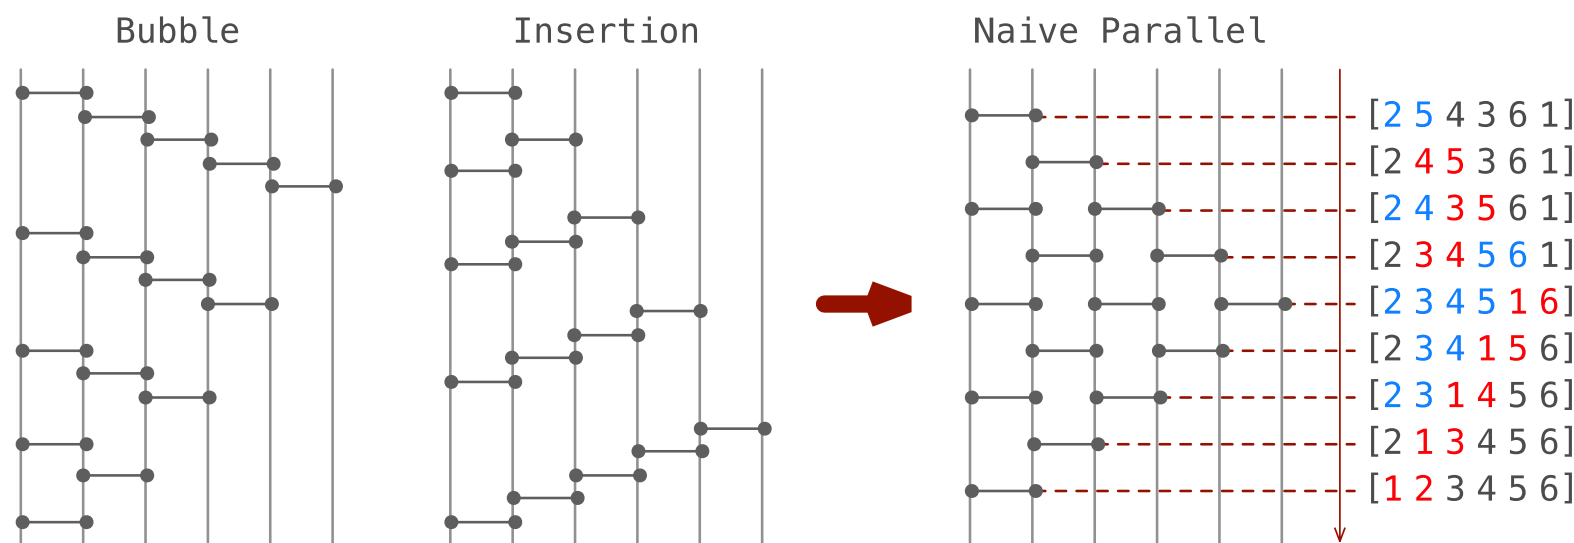 Bubble
Insertion
Naive Parallel
[2 5 4 3 6 1]
[2 4 5 3 6 1]
[2 4 3 5 6 1]
[2 3 4 5 6 1]
[2 3 4 5 1 6]
[2 3 4 1 5 6]
[2 3 1 4 5 6]
[2 1 3 4 5 6]
[1 2 3 4 5 6]